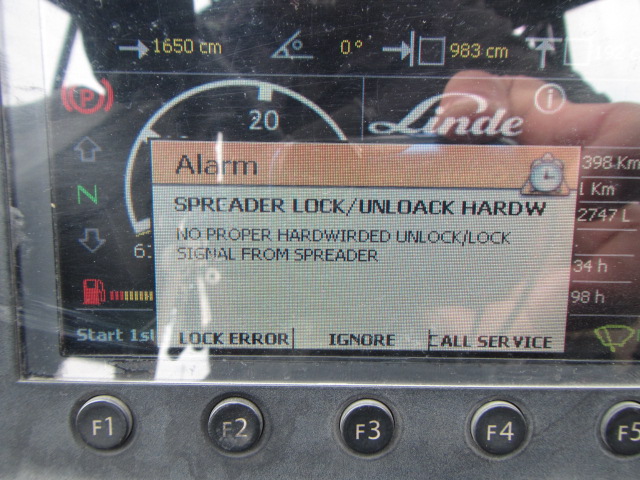 1650 cm 0° 983 cm
(P)
20
Linde
i
Alarm
398 Km
SPREADER LOCK/UNLOACK HARDW
l Km
N
2747 L
NO PROPER HARDWIRDED UNLOCK/LOCK
SIGNAL FROM SPREADER
34 h
98 h
Start 1st
LOCK ERROR IGNORE CALL SERVICE
F1 F2 F3 F4 F5